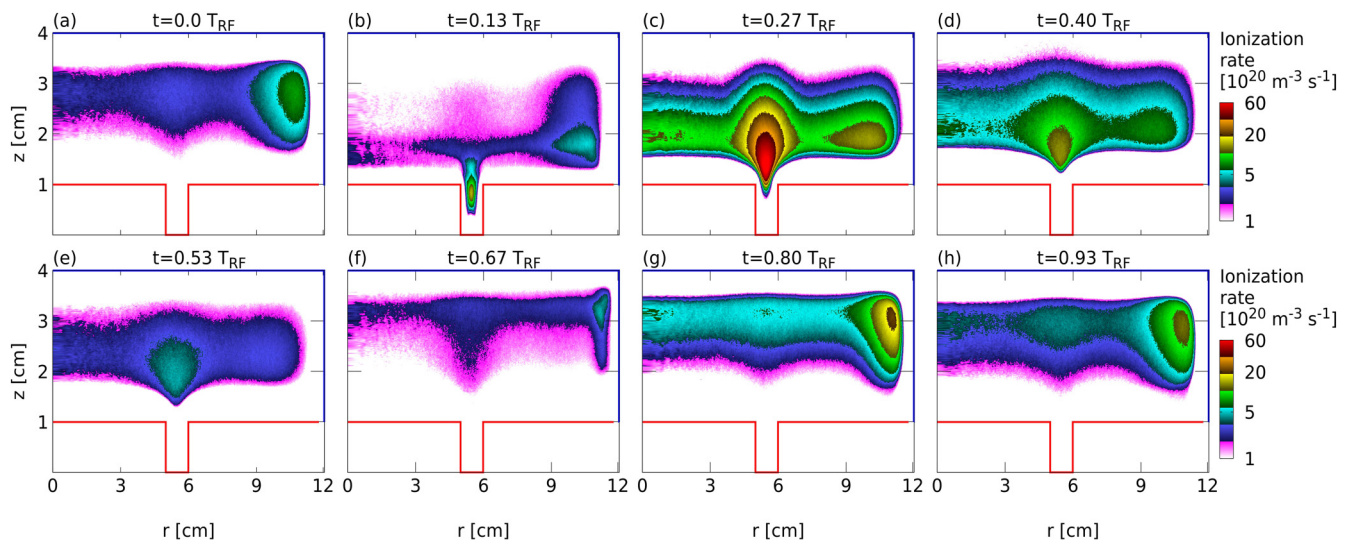 (a) t=0.0 T_RF
(b) t=0.13 T_RF
(c) t=0.27 T_RF
(d) t=0.40 T_RF
Ionization
rate
[10^20 m^-3 s^-1]
60
20
5
1
4
3
2
1
z [cm]
(e) t=0.53 T_RF
(f) t=0.67 T_RF
(g) t=0.80 T_RF
(h) t=0.93 T_RF
Ionization
rate
[10^20 m^-3 s^-1]
60
20
5
1
4
3
2
1
z [cm]
0 3 6 9 12
0 3 6 9 12
0 3 6 9 12
0 3 6 9 12
r [cm]
r [cm]
r [cm]
r [cm]